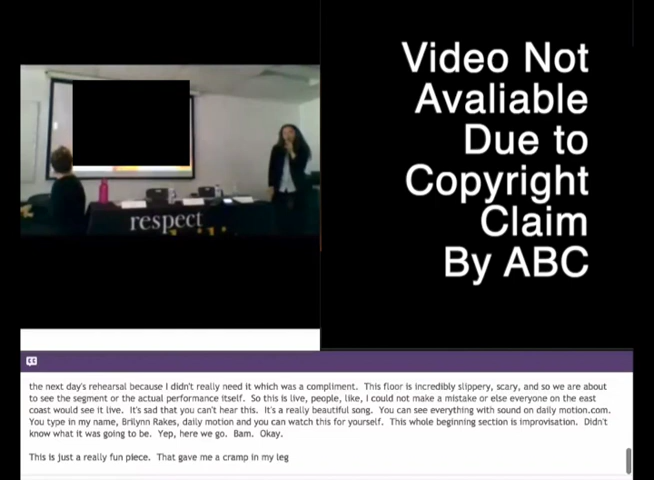 Video Not
Avaliable
Due to
Copyright
Claim
By ABC
respect
the next day's rehearsal because I didn't really need it which was a compliment. This floor is incredibly slippery, scary, and so we are about
to see the segment or the actual performance itself. So this is live, people, like, I could not make a mistake or else everyone on the east
coast would see it live. It's sad that you can't hear this. It's a really beautiful song. You can see everything with sound on daily motion.com.
You type in my name, Brilynn Rakes, daily motion and you can watch this for yourself. This whole beginning section is improvisation. Didn't
know what it was going to be. Yep, here we go. Bam. Okay.
This is just a really fun piece. That gave me a cramp in my leg